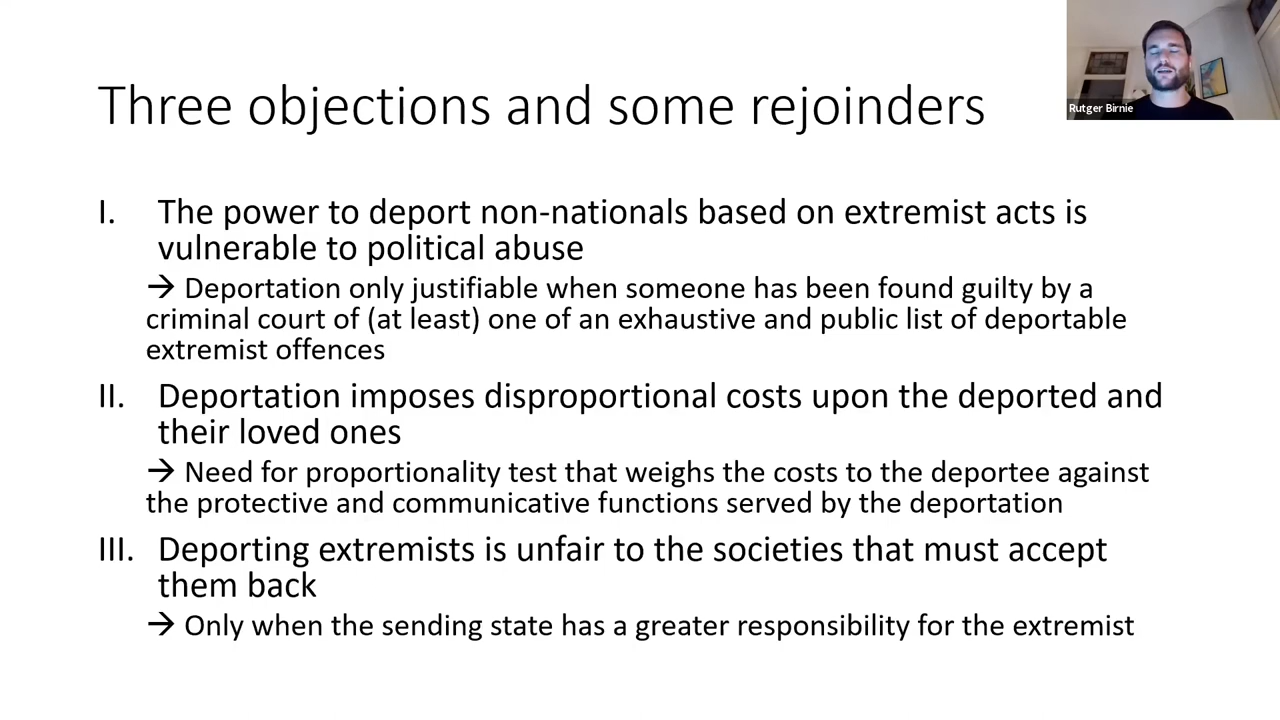 Three objections and some rejoinders
Rutger Birnie
I. The power to deport non-nationals based on extremist acts is
vulnerable to political abuse
→ Deportation only justifiable when someone has been found guilty by a
criminal court of (at least) one of an exhaustive and public list of deportable
extremist offences
II. Deportation imposes disproportional costs upon the deported and
their loved ones
→ Need for proportionality test that weighs the costs to the deportee against
the protective and communicative functions served by the deportation
III. Deporting extremists is unfair to the societies that must accept
them back
→ Only when the sending state has a greater responsibility for the extremist